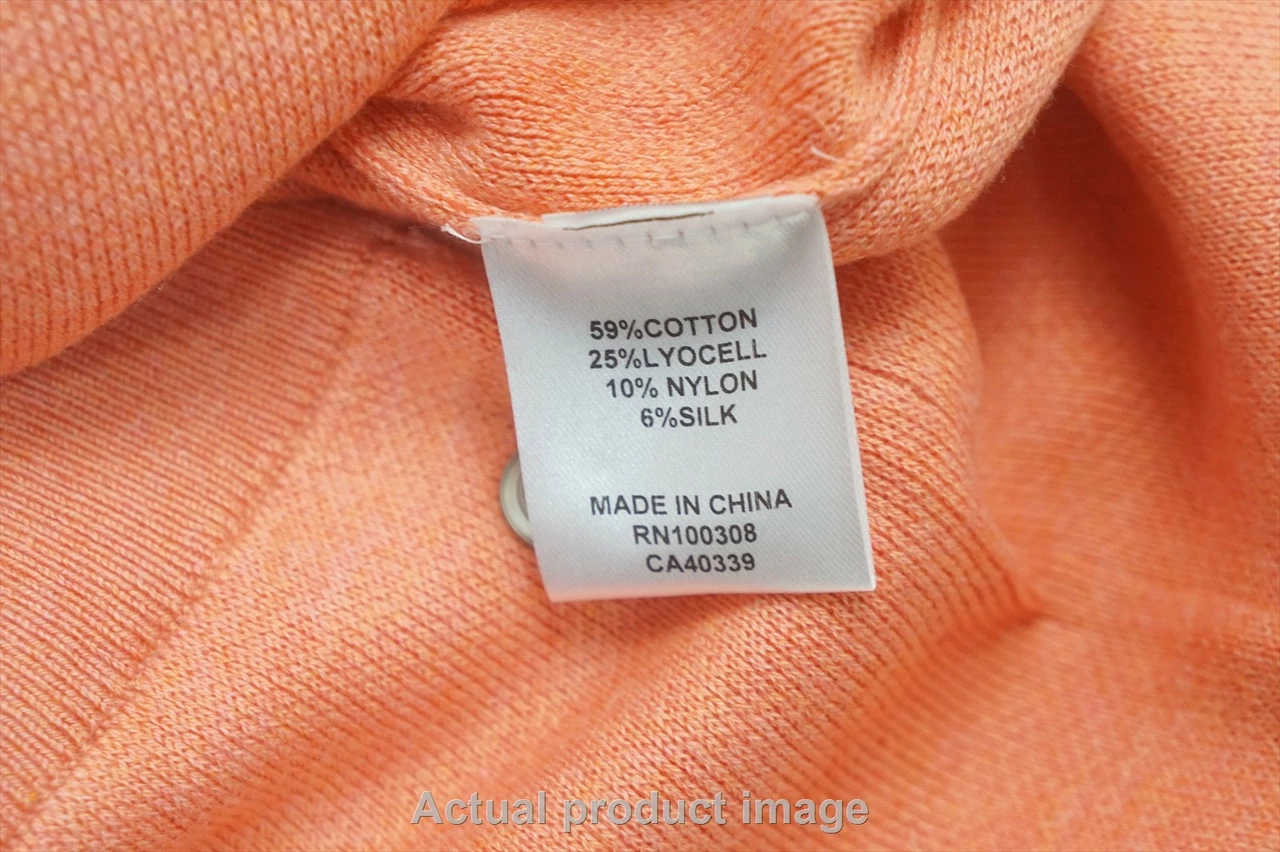 59%COTTON
25%LYOCELL
10% NYLON
6%SILK
MADE IN CHINA
RN100308
CA40339
Actual product image